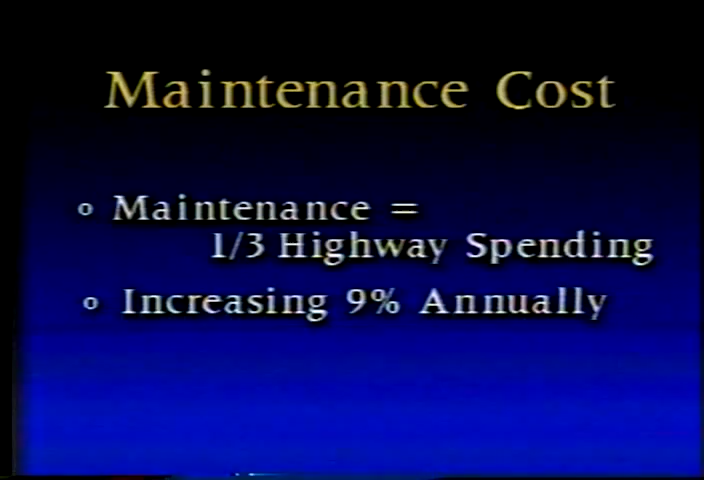 Maintenance Cost
o Maintenance =
1/3 Highway Spending
o Increasing 9% Annually